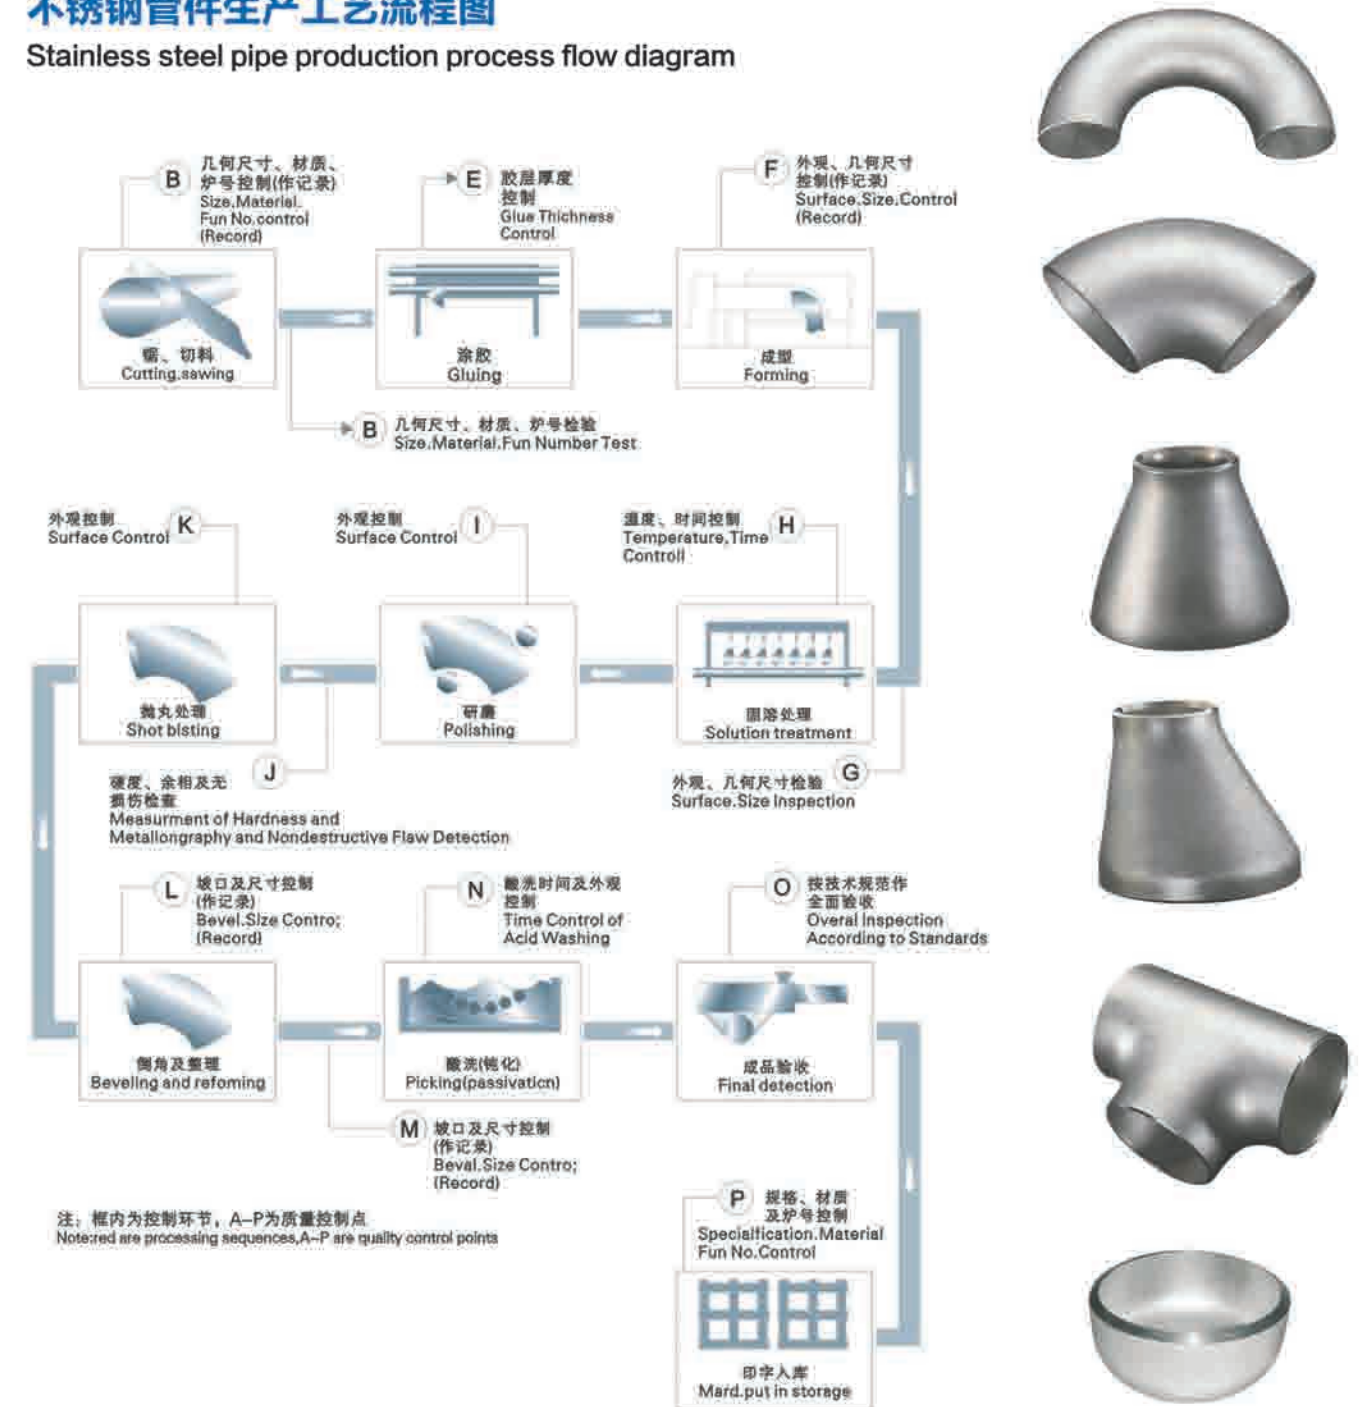 不锈钢管件生产工艺流程图
Stainless steel pipe production process flow diagram
B
几何尺寸、材质、
炉号控制(作记录)
Size.Material.
Fun No.control
(Record)
E
胶层厚度
控制
Glue Thichness
Control
F
外观、几何尺寸
控制(作记录)
Surface.Size.Control
(Record)
锯、切料
Cutting.sawing
涂胶
Gluing
成型
Forming
B
几何尺寸、材质、炉号检验
Size.Material.Fun Number Test
外观控制
Surface Control
K
外观控制
Surface Control
I
温度、时间控制
Temperature.Time
Controll
H
抛丸处理
Shot blsting
研磨
Polishing
固溶处理
Solution treatment
J
硬度、余相及无
损伤检查
Measurment of Hardness and
Metallongraphy and Nondestructive Flaw Detection
G
外观、几何尺寸检验
Surface.Size Inspection
L
坡口及尺寸控制
(作记录)
Bevel.Size Contro;
(Record)
N
酸洗时间及外观
控制
Time Control of
Acid Washing
O
按技术规范作
全面验收
Overal Inspection
According to Standards
倒角及整理
Beveling and refoming
酸洗(钝化)
Picking(passivation)
成品验收
Final detection
M
坡口及尺寸控制
(作记录)
Beval.Size Contro;
(Record)
注：框内为控制环节，A-P为质量控制点
Note:red are processing sequences,A-P are quality control points
P
规格、材质
及炉号控制
Specialfication.Material
Fun No.Control
印字入库
Mard.put in storage